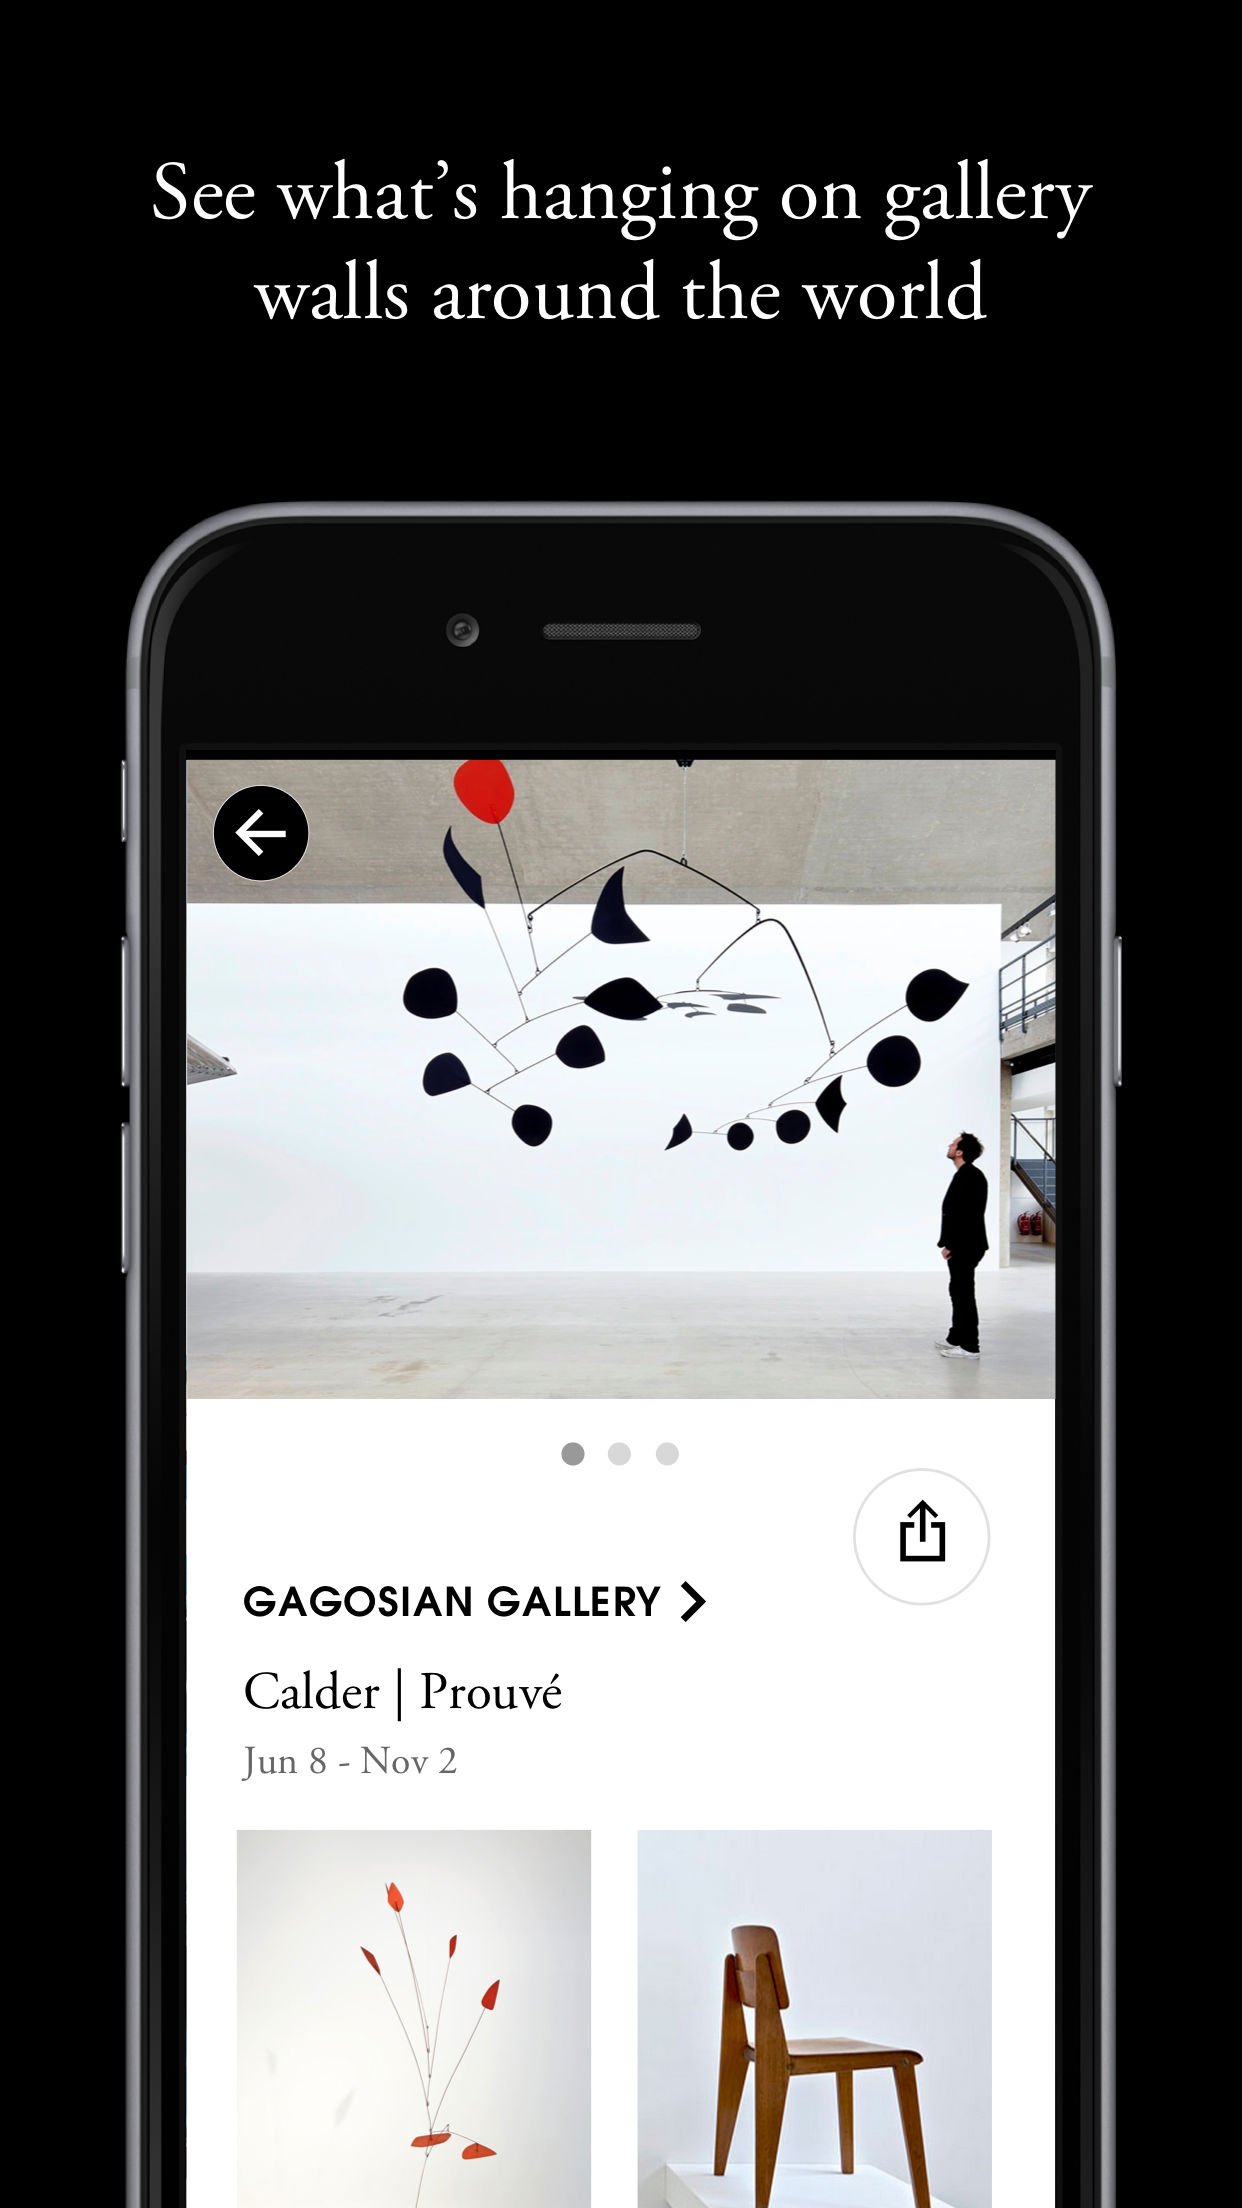 See what’s hanging on gallery
walls around the world
GAGOSIAN GALLERY
Calder | Prouvé
Jun 8 - Nov 2